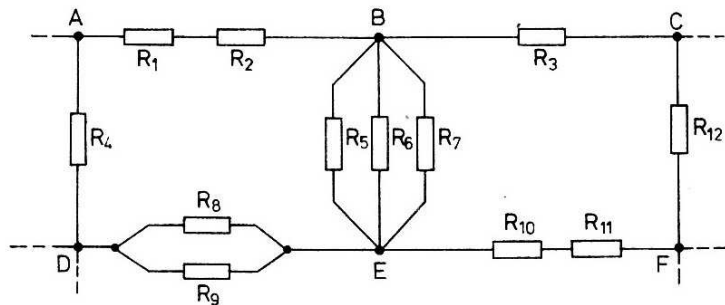 A B C
R1 R2 R3
R4 R5 R6 R7 R12
R8
R10 R11
D E F
R9